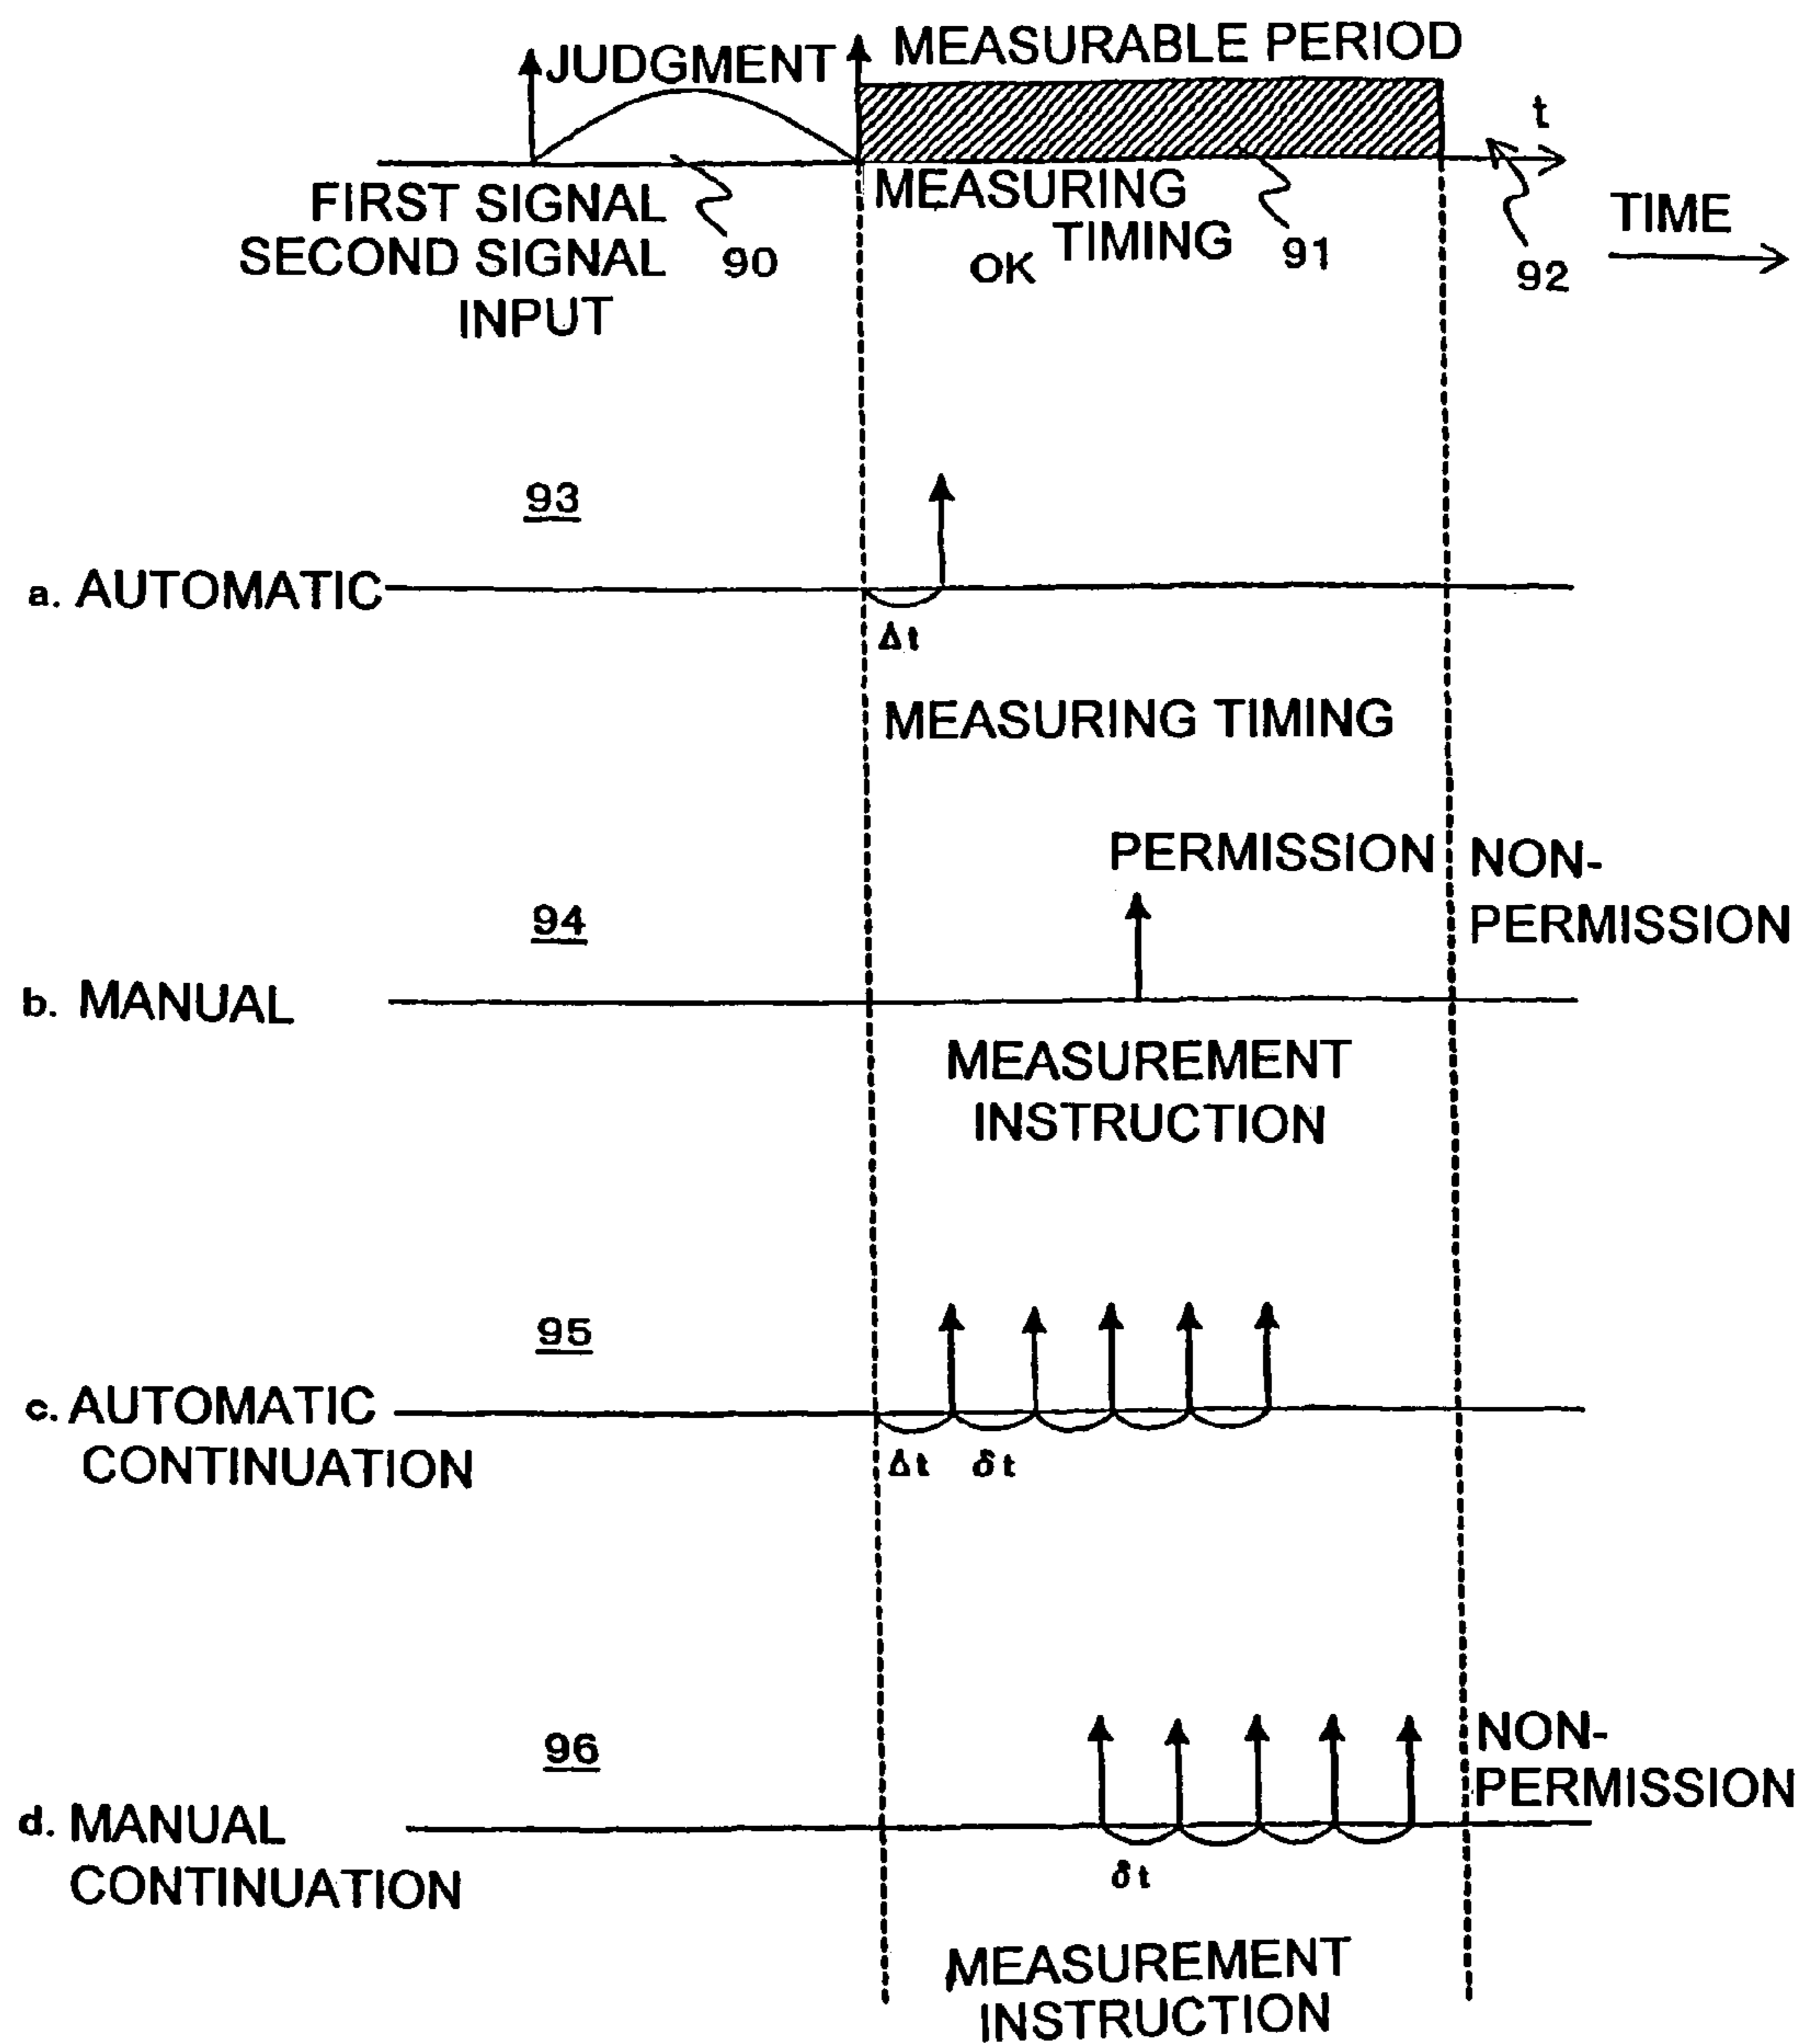 JUDGMENT
MEASURABLE PERIOD
t
FIRST SIGNAL
SECOND SIGNAL
INPUT
90
MEASURING
TIMING
OK
91
92
TIME
93
a. AUTOMATIC
Δt
MEASURING TIMING
PERMISSION
NON-
PERMISSION
94
b. MANUAL
MEASUREMENT
INSTRUCTION
95
c. AUTOMATIC
CONTINUATION
Δt
δt
96
NON-
PERMISSION
d. MANUAL
CONTINUATION
δt
MEASUREMENT
INSTRUCTION